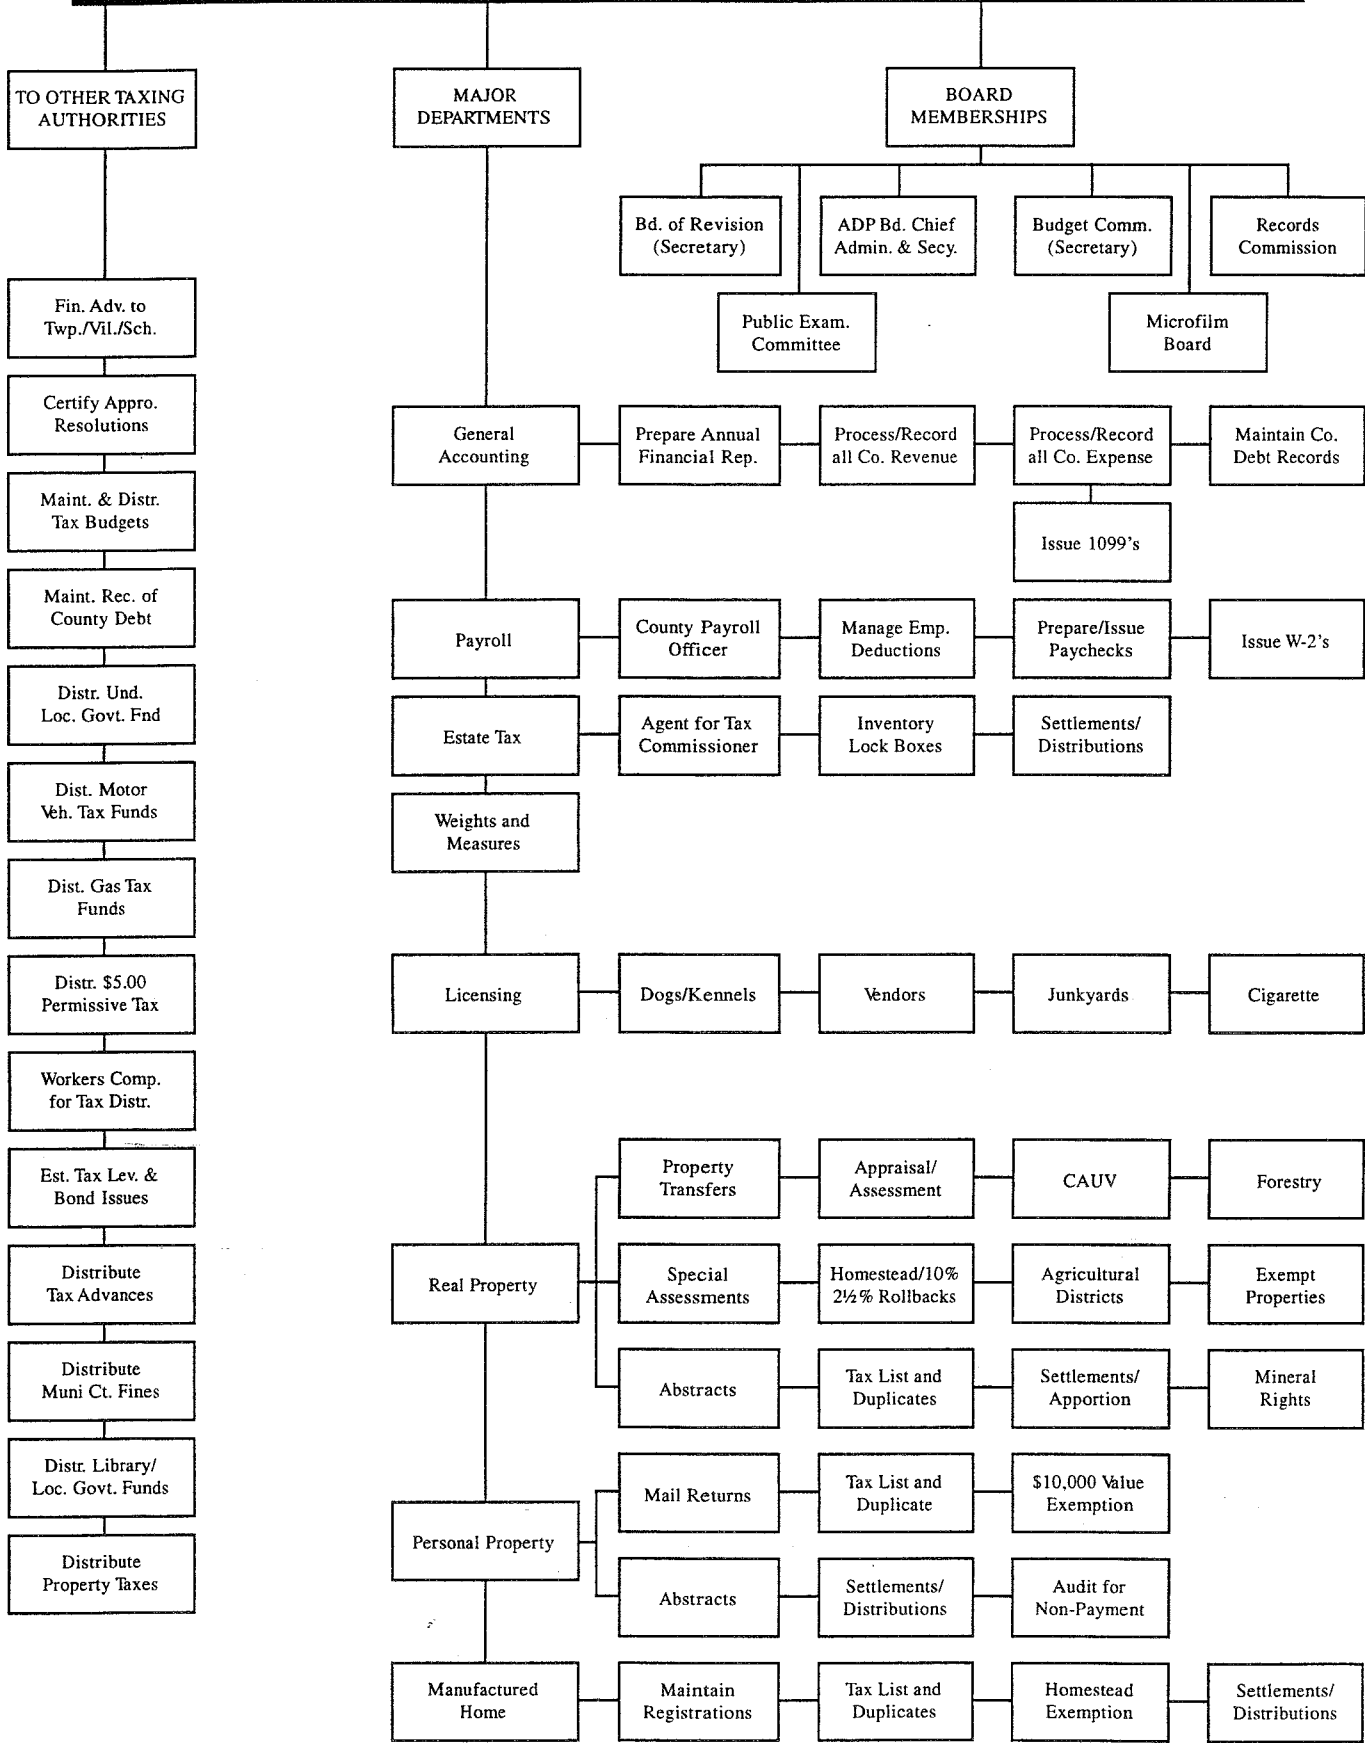 TO OTHER TAXING
AUTHORITIES
Fin. Adv. to
Twp./Vil./Sch.
Certify Appro.
Resolutions
Maint. & Distr.
Tax Budgets
Maint. Rec. of
County Debt
Distr. Und.
Loc. Govt. Fnd
Dist. Motor
Veh. Tax Funds
Dist. Gas Tax
Funds
Distr. $5.00
Permissive Tax
Workers Comp.
for Tax Distr.
Est. Tax Lev. &
Bond Issues
Distribute
Tax Advances
Distribute
Muni Ct. Fines
Distr. Library/
Loc. Govt. Funds
Distribute
Property Taxes
MAJOR
DEPARTMENTS
BOARD
MEMBERSHIPS
Bd. of Revision
(Secretary)
ADP Bd. Chief
Admin. & Secy.
Budget Comm.
(Secretary)
Records
Commission
Public Exam.
Committee
Microfilm
Board
General
Accounting
Prepare Annual
Financial Rep.
Process/Record
all Co. Revenue
Process/Record
all Co. Expense
Maintain Co.
Debt Records
Issue 1099's
Payroll
County Payroll
Officer
Manage Emp.
Deductions
Prepare/Issue
Paychecks
Issue W-2's
Estate Tax
Agent for Tax
Commissioner
Inventory
Lock Boxes
Settlements/
Distributions
Weights and
Measures
Licensing
Dogs/Kennels
Vendors
Junkyards
Cigarette
Real Property
Property
Transfers
Appraisal/
Assessment
CAUV
Forestry
Special
Assessments
Homestead/10%
2½% Rollbacks
Agricultural
Districts
Exempt
Properties
Abstracts
Tax List and
Duplicates
Settlements/
Apportion
Mineral
Rights
Personal Property
Mail Returns
Tax List and
Duplicate
$10,000 Value
Exemption
Abstracts
Settlements/
Distributions
Audit for
Non-Payment
Manufactured
Home
Maintain
Registrations
Tax List and
Duplicates
Homestead
Exemption
Settlements/
Distributions